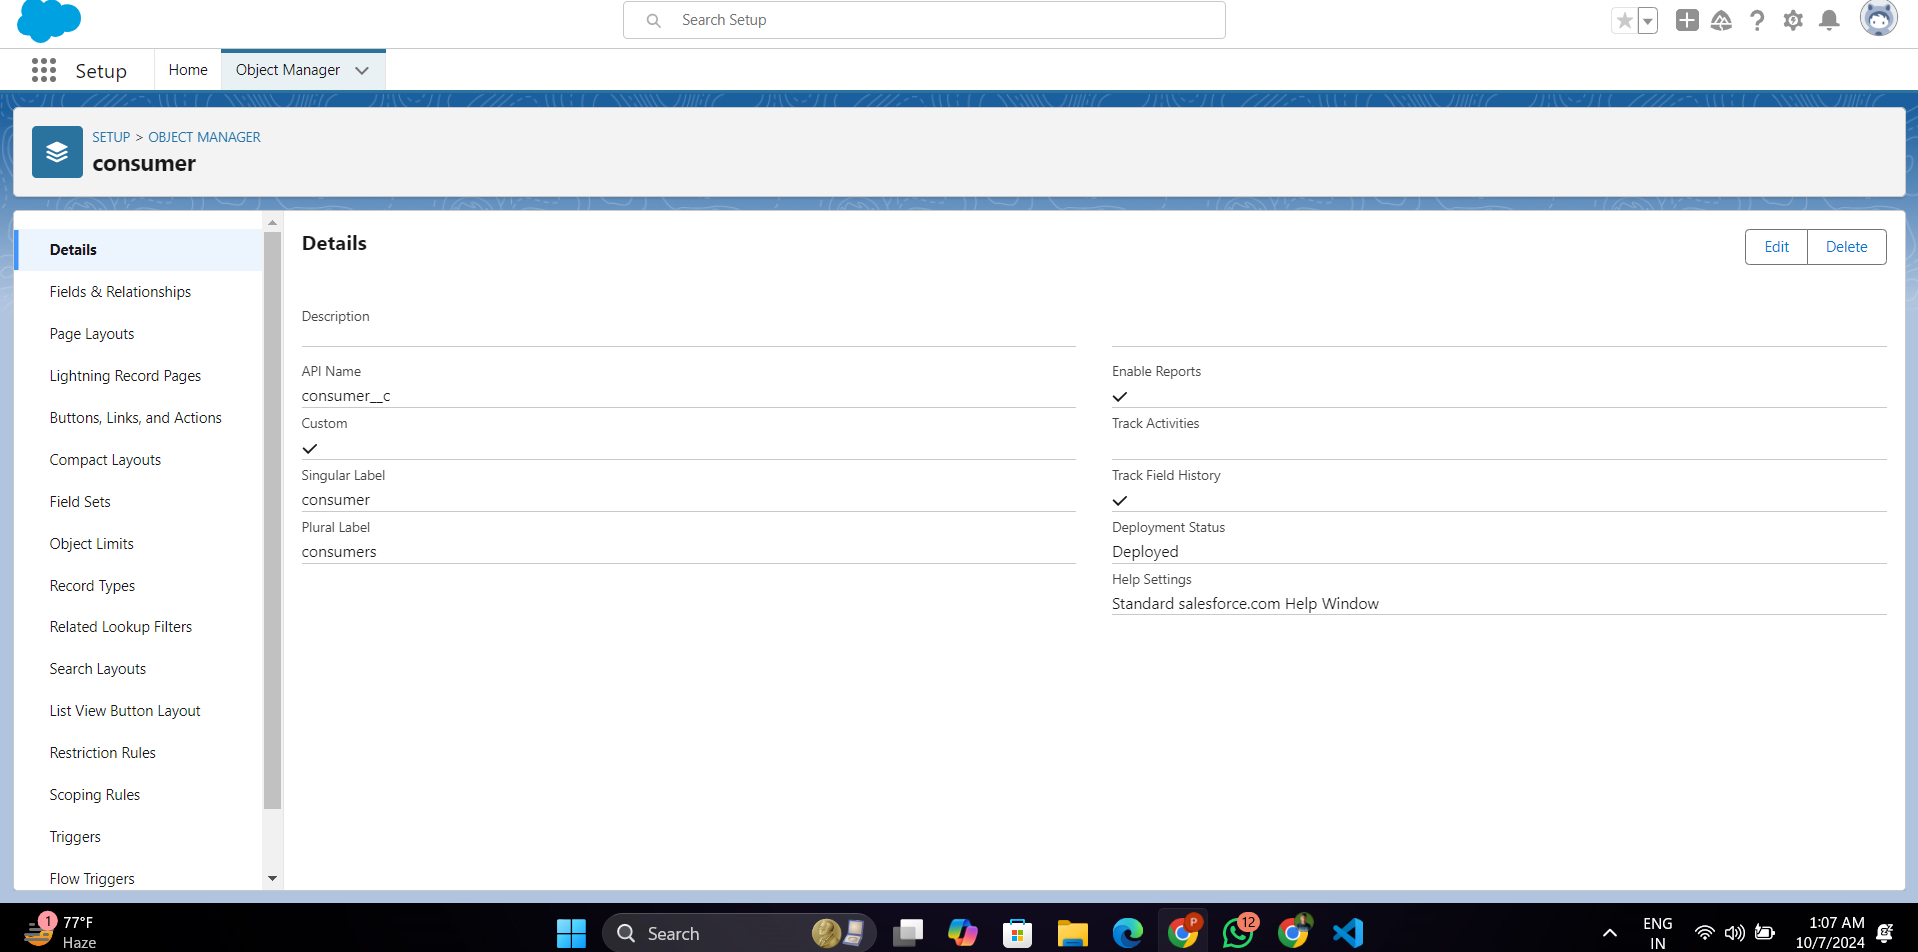 Search Setup
Setup
Home
Object Manager
SETUP > OBJECT MANAGER
consumer
Details
Fields & Relationships
Page Layouts
Lightning Record Pages
Buttons, Links, and Actions
Compact Layouts
Field Sets
Object Limits
Record Types
Related Lookup Filters
Search Layouts
List View Button Layout
Restriction Rules
Scoping Rules
Triggers
Flow Triggers
Details
Edit
Delete
Description
API Name
consumer__c
Custom
Singular Label
consumer
Plural Label
consumers
Enable Reports
Track Activities
Track Field History
Deployment Status
Deployed
Help Settings
Standard salesforce.com Help Window
1
77°F
Haze
Search
P
12
ENG
IN
1:07 AM
10/7/2024